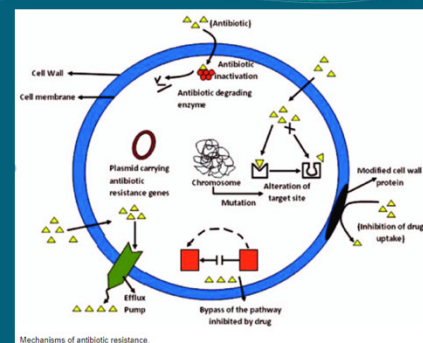 (Antibiotic)
Antibiotic
inactivation
Cell Wall
Cell membrane
Antibiotic degrading
enzyme
Plasmid carrying
antibiotic
resistance genes
Chromosome
Mutation
Alteration of
target site
Modified cell wall
protein
(Inhibition of drug
uptake)
Efflux
Pump
Bypass of the pathway
inhibited by drug
Mechanisms of antibiotic resistance.